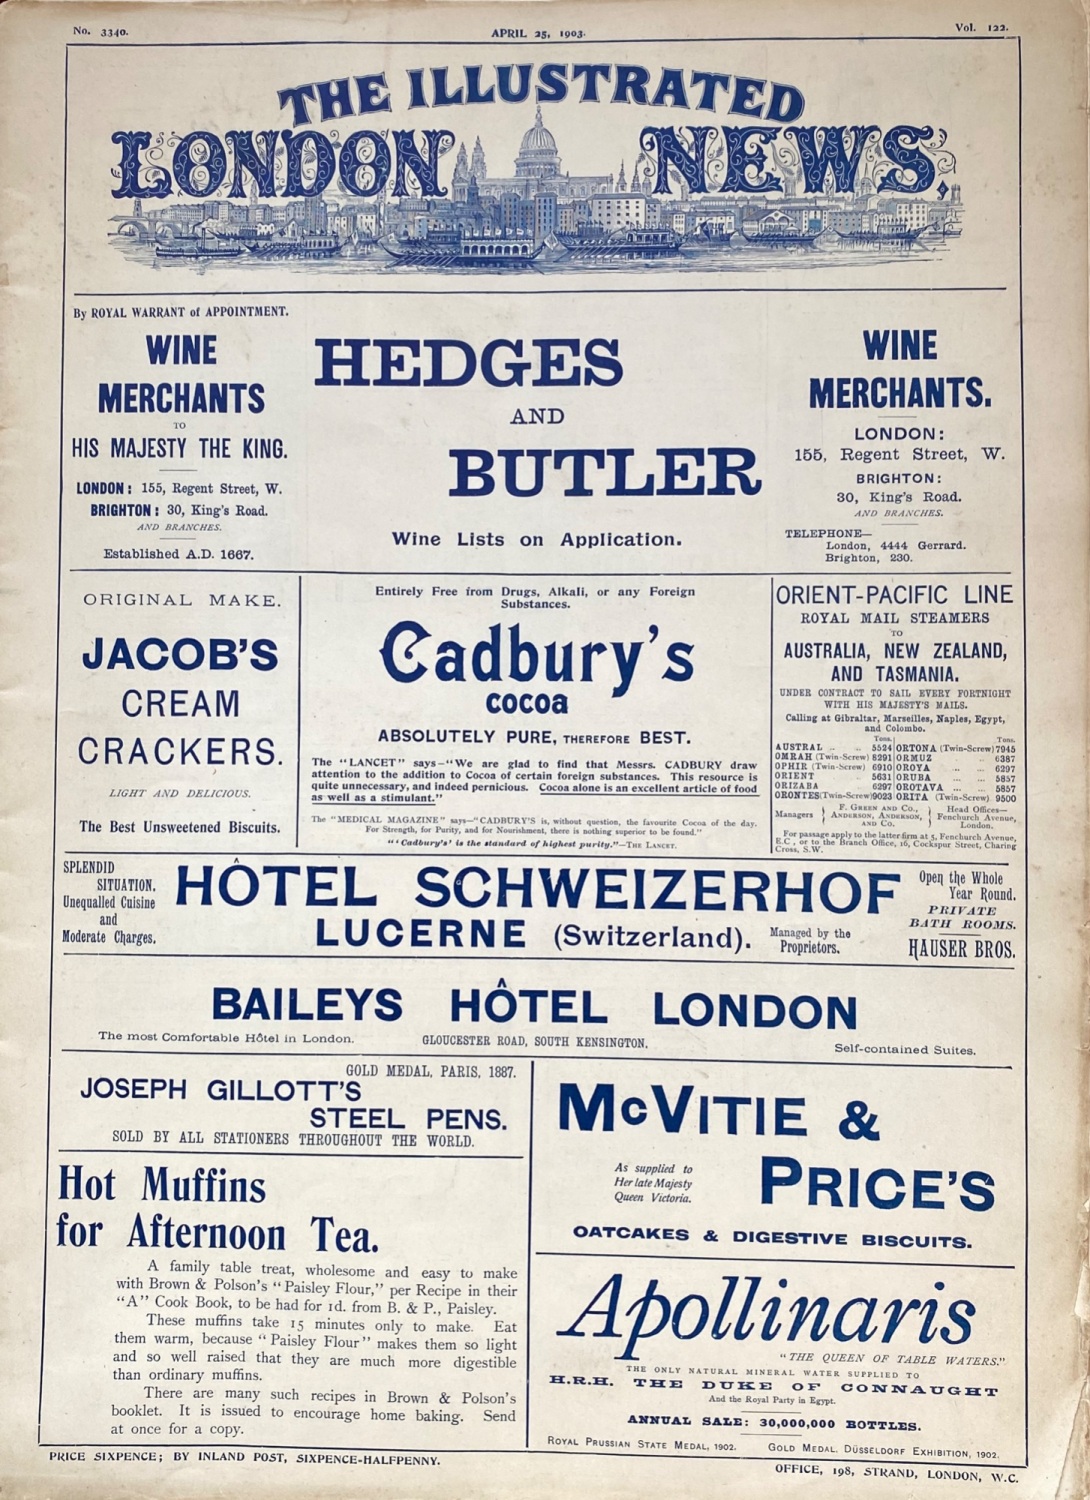 No. 3340.
APRIL 25, 1903.
Vol. 122.
THE ILLUSTRATED
LONDON NEWS.
By ROYAL WARRANT of APPOINTMENT.
WINE
MERCHANTS
TO
HIS MAJESTY THE KING.
LONDON: 155, Regent Street, W.
BRIGHTON: 30, King's Road.
AND BRANCHES.
Established A.D. 1667.
HEDGES
AND
BUTLER
Wine Lists on Application.
WINE
MERCHANTS.
LONDON:
155, Regent Street, W.
BRIGHTON:
30, King's Road.
AND BRANCHES.
TELEPHONE—
London, 4444 Gerrard.
Brighton, 230.
ORIGINAL MAKE.
JACOB'S
CREAM
CRACKERS.
LIGHT AND DELICIOUS.
The Best Unsweetened Biscuits.
Entirely Free from Drugs, Alkali, or any Foreign
Substances.
Cadbury's
cocoa
ABSOLUTELY PURE, THEREFORE BEST.
The "LANCET" says—"We are glad to find that Messrs. CADBURY draw
attention to the addition to Cocoa of certain foreign substances. This resource is
quite unnecessary, and indeed pernicious. Cocoa alone is an excellent article of food
as well as a stimulant."
The "MEDICAL MAGAZINE" says—"CADBURY'S is, without question, the favourite Cocoa of the day.
For Strength, for Purity, and for Nourishment, there is nothing superior to be found."
"'Cadbury's' is the standard of highest purity."—THE LANCET.
ORIENT-PACIFIC LINE
ROYAL MAIL STEAMERS
TO
AUSTRALIA, NEW ZEALAND,
AND TASMANIA.
UNDER CONTRACT TO SAIL EVERY FORTNIGHT
WITH HIS MAJESTY'S MAILS.
Calling at Gibraltar, Marseilles, Naples, Egypt,
and Colombo.
Tons. Tons.
AUSTRAL .. .. 5524 ORTONA (Twin-Screw) 7945
OMRAH (Twin-Screw) 8291 ORMUZ .. 6387
OPHIR (Twin-Screw) 6910 OROYA .. .. 6297
ORIENT .. .. 5631 ORUBA .. .. 5857
ORIZABA .. .. 6297 OROTAVA .. .. 5857
ORONTES(Twin-Screw)9023 ORITA (Twin-Screw) 9500
Managers { F. GREEN AND CO., ANDERSON, ANDERSON, AND CO. } Head Offices— Fenchurch Avenue, London.
For passage apply to the latter firm at 5, Fenchurch Avenue,
E.C., or to the Branch Office, 16, Cockspur Street, Charing
Cross, S.W.
SPLENDID
SITUATION.
Unequalled Cuisine
and
Moderate Charges.
HÔTEL SCHWEIZERHOF
LUCERNE (Switzerland).
Managed by the
Proprietors.
Open the Whole
Year Round.
PRIVATE
BATH ROOMS.
HAUSER BROS.
BAILEYS HÔTEL LONDON
The most Comfortable Hôtel in London.
GLOUCESTER ROAD, SOUTH KENSINGTON.
Self-contained Suites.
GOLD MEDAL, PARIS, 1887.
JOSEPH GILLOTT'S
STEEL PENS.
SOLD BY ALL STATIONERS THROUGHOUT THE WORLD.
Hot Muffins
for Afternoon Tea.
A family table treat, wholesome and easy to make
with Brown & Polson's "Paisley Flour," per Recipe in their
"A" Cook Book, to be had for 1d. from B. & P., Paisley.
These muffins take 15 minutes only to make. Eat
them warm, because "Paisley Flour" makes them so light
and so well raised that they are much more digestible
than ordinary muffins.
There are many such recipes in Brown & Polson's
booklet. It is issued to encourage home baking. Send
at once for a copy.
McVITIE &
PRICE'S
As supplied to
Her late Majesty
Queen Victoria.
OATCAKES & DIGESTIVE BISCUITS.
Apollinaris
"THE QUEEN OF TABLE WATERS."
THE ONLY NATURAL MINERAL WATER SUPPLIED TO
H.R.H. THE DUKE OF CONNAUGHT
And the Royal Party in Egypt.
ANNUAL SALE: 30,000,000 BOTTLES.
ROYAL PRUSSIAN STATE MEDAL, 1902. GOLD MEDAL, DÜSSELDORF EXHIBITION, 1902.
PRICE SIXPENCE; BY INLAND POST, SIXPENCE-HALFPENNY.
OFFICE, 198, STRAND, LONDON, W.C.